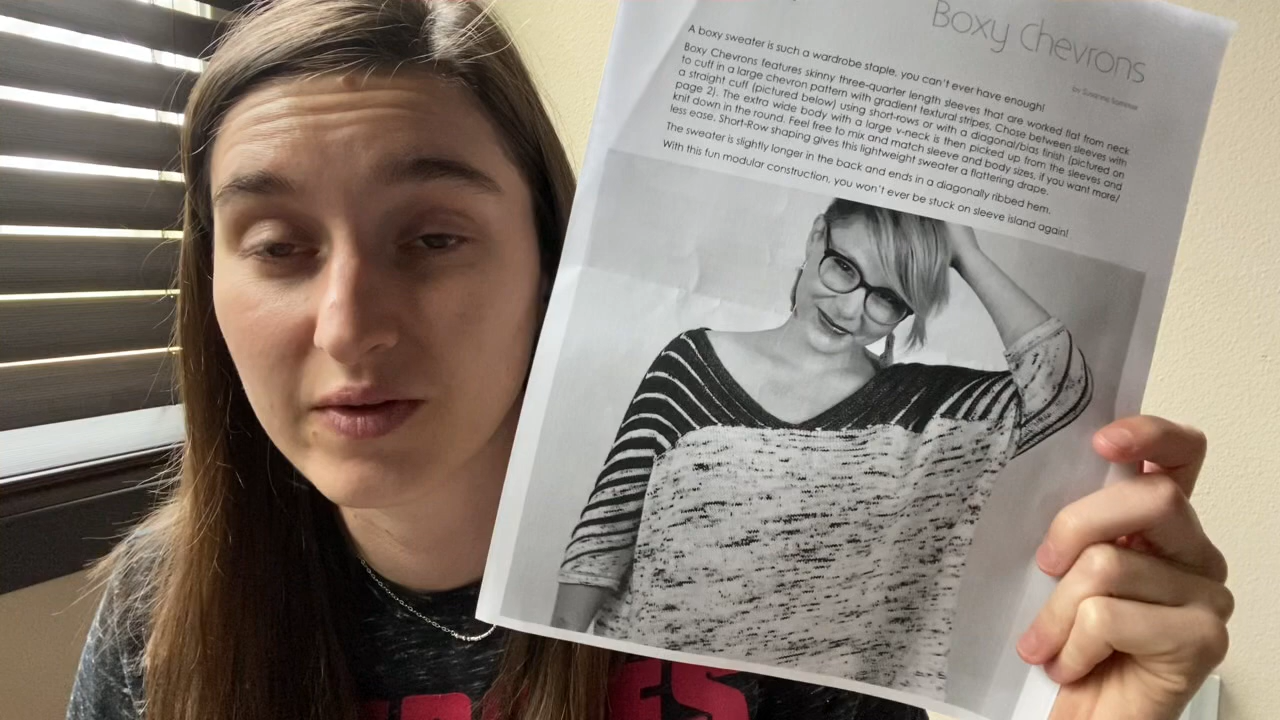 Boxy Chevrons
A boxy sweater is such a wardrobe staple, you can't ever have enough!
Boxy Chevrons features skinny three-quarter length sleeves that are worked flat from neck
to cuff in a large chevron pattern with gradient textural stripes. Chose between sleeves with
a straight cuff (pictured below) using short-rows or with a diagonal/bias finish (pictured on
page 2). The extra wide body with a large v-neck is then picked up from the sleeves and
knit down in the round. Feel free to mix and match sleeve and body sizes, if you want more/
less ease. Short-Row shaping gives this lightweight sweater a flattering drape.
The sweater is slightly longer in the back and ends in a diagonally ribbed hem.
With this fun modular construction, you won't ever be stuck on sleeve island again!